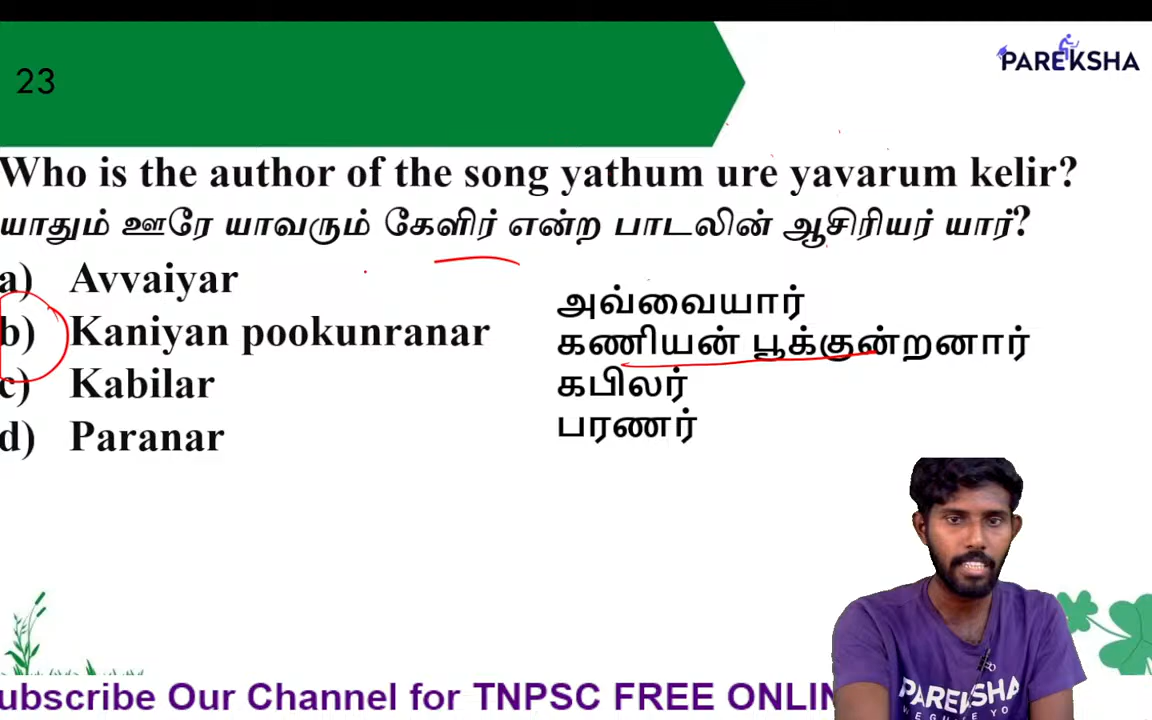 23
PAREKSHA
Who is the author of the song yathum ure yavarum kelir?
யாதும் ஊரே யாவரும் கேளிர் என்ற பாடலின் ஆசிரியர் யார்?
a) Avvaiyar அவ்வையார்
b) Kaniyan pookunranar கணியன் பூக்குன்றனார்
c) Kabilar கபிலர்
d) Paranar பரணர்
PAREKSHA
ubscribe Our Channel for TNPSC FREE ONLIN